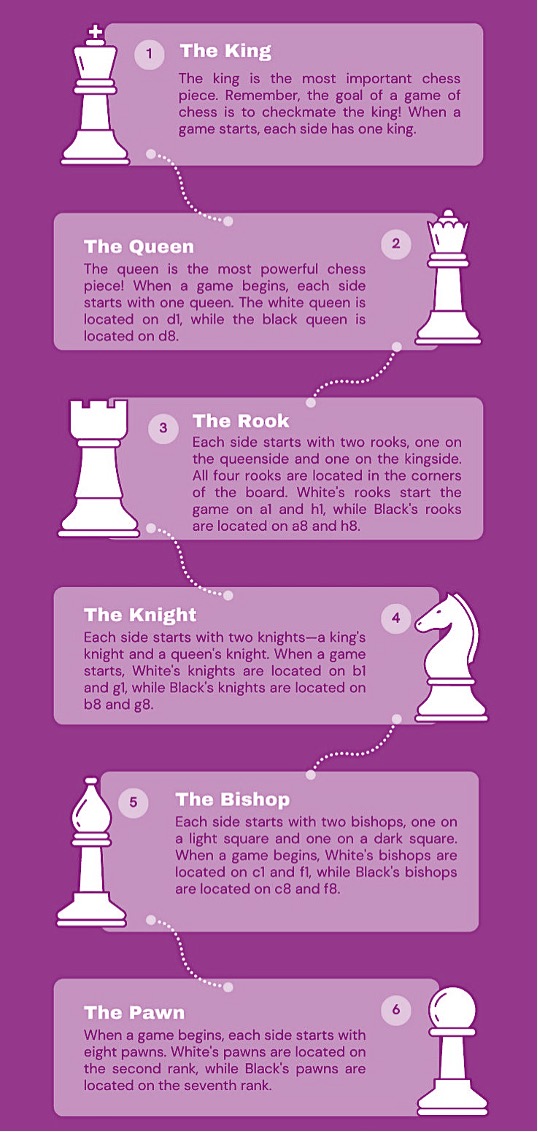 1
The King
The king is the most important chess
piece. Remember, the goal of a game of
chess is to checkmate the king! When a
game starts, each side has one king.
2
The Queen
The queen is the most powerful chess
piece! When a game begins, each side
starts with one queen. The white queen is
located on d1, while the black queen is
located on d8.
3
The Rook
Each side starts with two rooks, one on
the queenside and one on the kingside.
All four rooks are located in the corners
of the board. White's rooks start the
game on a1 and h1, while Black's rooks
are located on a8 and h8.
4
The Knight
Each side starts with two knights—a king's
knight and a queen's knight. When a game
starts, White's knights are located on b1
and g1, while Black's knights are located on
b8 and g8.
5
The Bishop
Each side starts with two bishops, one on
a light square and one on a dark square.
When a game begins, White's bishops are
located on c1 and f1, while Black's bishops
are located on c8 and f8.
6
The Pawn
When a game begins, each side starts with
eight pawns. White's pawns are located on
the second rank, while Black's pawns are
located on the seventh rank.